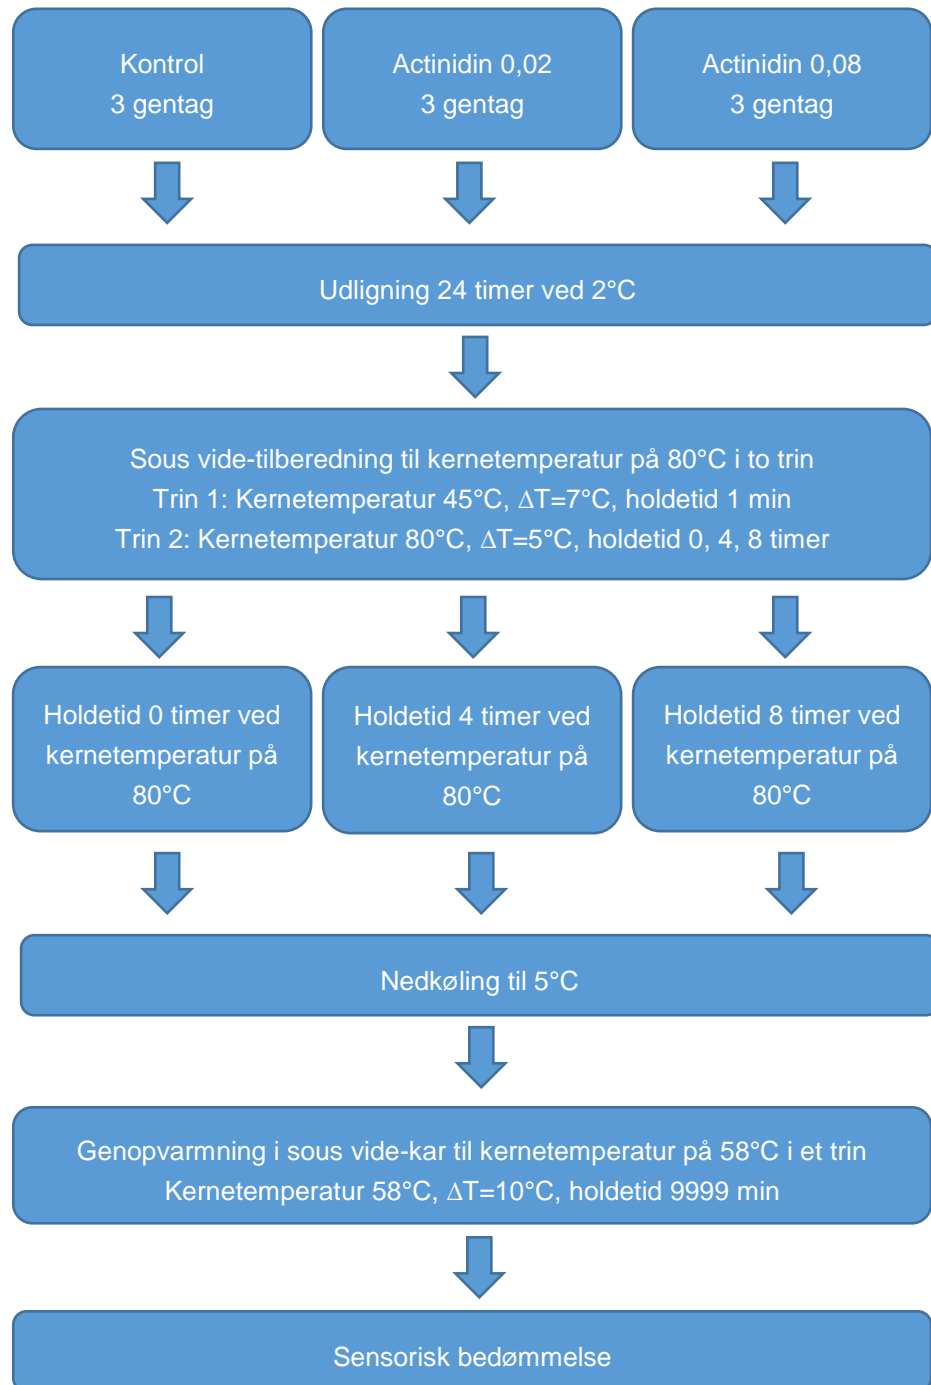 Kontrol
3 gentag
Actinidin 0,02
3 gentag
Actinidin 0,08
3 gentag
Udligning 24 timer ved 2°C
Sous vide-tilberedning til kernetemperatur på 80°C i to trin
Trin 1: Kernetemperatur 45°C, ΔT=7°C, holdetid 1 min
Trin 2: Kernetemperatur 80°C, ΔT=5°C, holdetid 0, 4, 8 timer
Holdetid 0 timer ved
kernetemperatur på
80°C
Holdetid 4 timer ved
kernetemperatur på
80°C
Holdetid 8 timer ved
kernetemperatur på
80°C
Nedkøling til 5°C
Genopvarmning i sous vide-kar til kernetemperatur på 58°C i et trin
Kernetemperatur 58°C, ΔT=10°C, holdetid 9999 min
Sensorisk bedømmelse